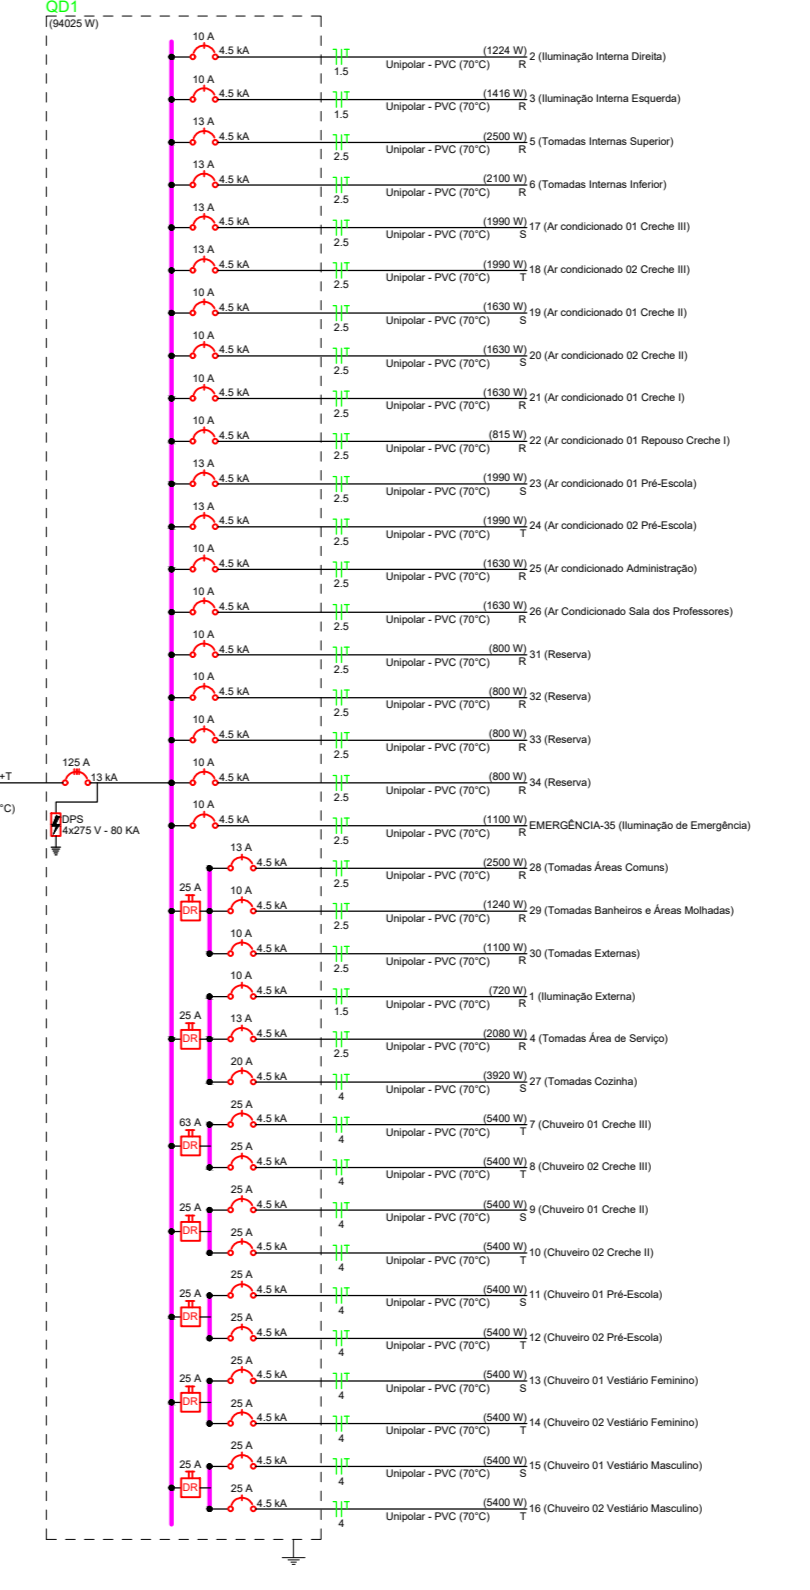 QD1
(94025 W)
10 A
4.5 kA
1.5
Unipolar - PVC (70°C)
(1224 W)
R
2 (Iluminação Interna Direita)
10 A
4.5 kA
1.5
Unipolar - PVC (70°C)
(1416 W)
R
3 (Iluminação Interna Esquerda)
13 A
4.5 kA
2.5
Unipolar - PVC (70°C)
(2500 W)
R
5 (Tomadas Internas Superior)
13 A
4.5 kA
2.5
Unipolar - PVC (70°C)
(2100 W)
R
6 (Tomadas Internas Inferior)
13 A
4.5 kA
2.5
Unipolar - PVC (70°C)
(1990 W)
S
17 (Ar condicionado 01 Creche III)
13 A
4.5 kA
2.5
Unipolar - PVC (70°C)
(1990 W)
T
18 (Ar condicionado 02 Creche III)
10 A
4.5 kA
2.5
Unipolar - PVC (70°C)
(1630 W)
S
19 (Ar condicionado 01 Creche II)
10 A
4.5 kA
2.5
Unipolar - PVC (70°C)
(1630 W)
S
20 (Ar condicionado 02 Creche II)
10 A
4.5 kA
2.5
Unipolar - PVC (70°C)
(1630 W)
R
21 (Ar condicionado 01 Creche I)
10 A
4.5 kA
2.5
Unipolar - PVC (70°C)
(815 W)
R
22 (Ar condicionado 01 Repouso Creche I)
13 A
4.5 kA
2.5
Unipolar - PVC (70°C)
(1990 W)
S
23 (Ar condicionado 01 Pré-Escola)
13 A
4.5 kA
2.5
Unipolar - PVC (70°C)
(1990 W)
T
24 (Ar condicionado 02 Pré-Escola)
10 A
4.5 kA
2.5
Unipolar - PVC (70°C)
(1630 W)
R
25 (Ar condicionado Administração)
10 A
4.5 kA
2.5
Unipolar - PVC (70°C)
(1630 W)
R
26 (Ar Condicionado Sala dos Professores)
10 A
4.5 kA
2.5
Unipolar - PVC (70°C)
(800 W)
R
31 (Reserva)
10 A
4.5 kA
2.5
Unipolar - PVC (70°C)
(800 W)
R
32 (Reserva)
10 A
4.5 kA
2.5
Unipolar - PVC (70°C)
(800 W)
R
33 (Reserva)
+T
°C)
125 A
13 kA
DPS
4x275 V - 80 KA
10 A
4.5 kA
2.5
Unipolar - PVC (70°C)
(800 W)
R
34 (Reserva)
10 A
4.5 kA
2.5
Unipolar - PVC (70°C)
(1100 W)
R
EMERGÊNCIA-35 (Iluminação de Emergência)
25 A
DR
13 A
4.5 kA
2.5
Unipolar - PVC (70°C)
(2500 W)
R
28 (Tomadas Áreas Comuns)
10 A
4.5 kA
2.5
Unipolar - PVC (70°C)
(1240 W)
R
29 (Tomadas Banheiros e Áreas Molhadas)
10 A
4.5 kA
2.5
Unipolar - PVC (70°C)
(1100 W)
R
30 (Tomadas Externas)
25 A
DR
10 A
4.5 kA
1.5
Unipolar - PVC (70°C)
(720 W)
R
1 (Iluminação Externa)
13 A
4.5 kA
2.5
Unipolar - PVC (70°C)
(2080 W)
R
4 (Tomadas Área de Serviço)
20 A
4.5 kA
4
Unipolar - PVC (70°C)
(3920 W)
S
27 (Tomadas Cozinha)
63 A
DR
25 A
4.5 kA
4
Unipolar - PVC (70°C)
(5400 W)
T
7 (Chuveiro 01 Creche III)
25 A
4.5 kA
4
Unipolar - PVC (70°C)
(5400 W)
T
8 (Chuveiro 02 Creche III)
25 A
DR
25 A
4.5 kA
4
Unipolar - PVC (70°C)
(5400 W)
S
9 (Chuveiro 01 Creche II)
25 A
4.5 kA
4
Unipolar - PVC (70°C)
(5400 W)
T
10 (Chuveiro 02 Creche II)
25 A
DR
25 A
4.5 kA
4
Unipolar - PVC (70°C)
(5400 W)
S
11 (Chuveiro 01 Pré-Escola)
25 A
4.5 kA
4
Unipolar - PVC (70°C)
(5400 W)
T
12 (Chuveiro 02 Pré-Escola)
25 A
DR
25 A
4.5 kA
4
Unipolar - PVC (70°C)
(5400 W)
S
13 (Chuveiro 01 Vestiário Feminino)
25 A
4.5 kA
4
Unipolar - PVC (70°C)
(5400 W)
T
14 (Chuveiro 02 Vestiário Feminino)
25 A
DR
25 A
4.5 kA
4
Unipolar - PVC (70°C)
(5400 W)
S
15 (Chuveiro 01 Vestiário Masculino)
25 A
4.5 kA
4
Unipolar - PVC (70°C)
(5400 W)
T
16 (Chuveiro 02 Vestiário Masculino)